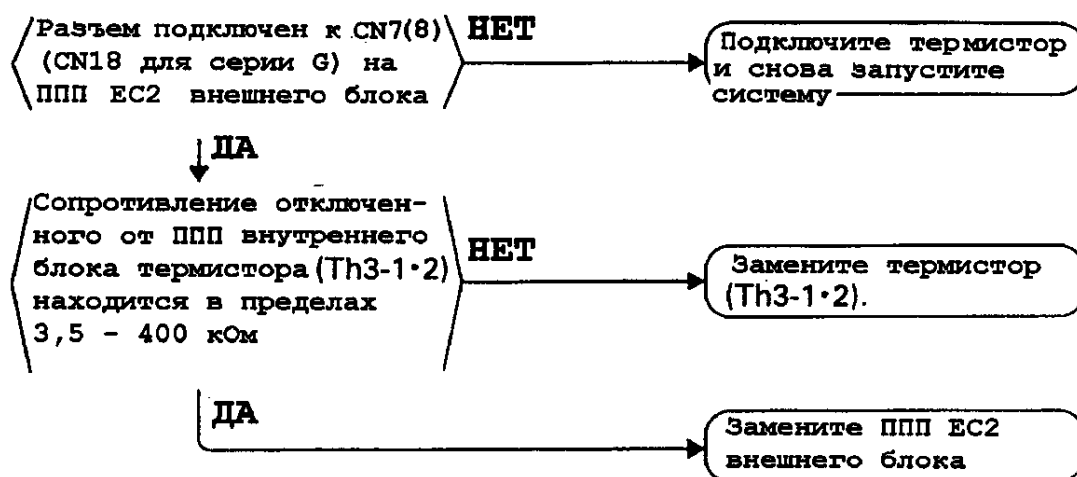 Разъем подключен к CN7(8)
(CN18 для серии G) на
ППП EC2 внешнего блока
НЕТ
Подключите термистор
и снова запустите
систему
ДА
Сопротивление отключен-
ного от ППП внутреннего
блока термистора (Th3-1·2)
находится в пределах
3,5 - 400 кОм
НЕТ
Замените термистор
(Th3-1·2).
ДА
Замените ППП EC2
внешнего блока